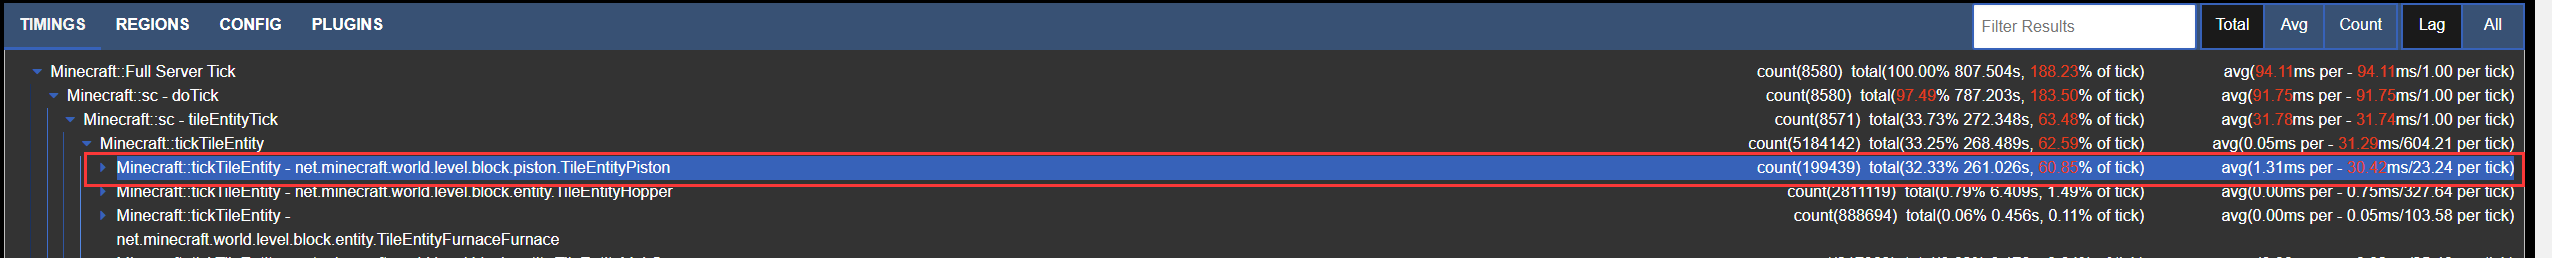 TIMINGS REGIONS CONFIG PLUGINS Filter Results Total Avg Count Lag All
Minecraft::Full Server Tick count(8580) total(100.00% 807.504s, 188.23% of tick) avg(94.11ms per - 94.11ms/1.00 per tick)
Minecraft::sc - doTick count(8580) total(97.49% 787.203s, 183.50% of tick) avg(91.75ms per - 91.75ms/1.00 per tick)
Minecraft::sc - tileEntityTick count(8571) total(33.73% 272.348s, 63.48% of tick) avg(31.78ms per - 31.74ms/1.00 per tick)
Minecraft::tickTileEntity count(5184142) total(33.25% 268.489s, 62.59% of tick) avg(0.05ms per - 31.29ms/604.21 per tick)
Minecraft::tickTileEntity - net.minecraft.world.level.block.piston.TileEntityPiston count(199439) total(32.33% 261.026s, 60.85% of tick) avg(1.31ms per - 30.42ms/23.24 per tick)
Minecraft::tickTileEntity - net.minecraft.world.level.block.entity.TileEntityHopper count(2811119) total(0.79% 6.409s, 1.49% of tick) avg(0.00ms per - 0.75ms/327.64 per tick)
Minecraft::tickTileEntity - count(888694) total(0.06% 0.456s, 0.11% of tick) avg(0.00ms per - 0.05ms/103.58 per tick)
net.minecraft.world.level.block.entity.TileEntityFurnaceFurnace